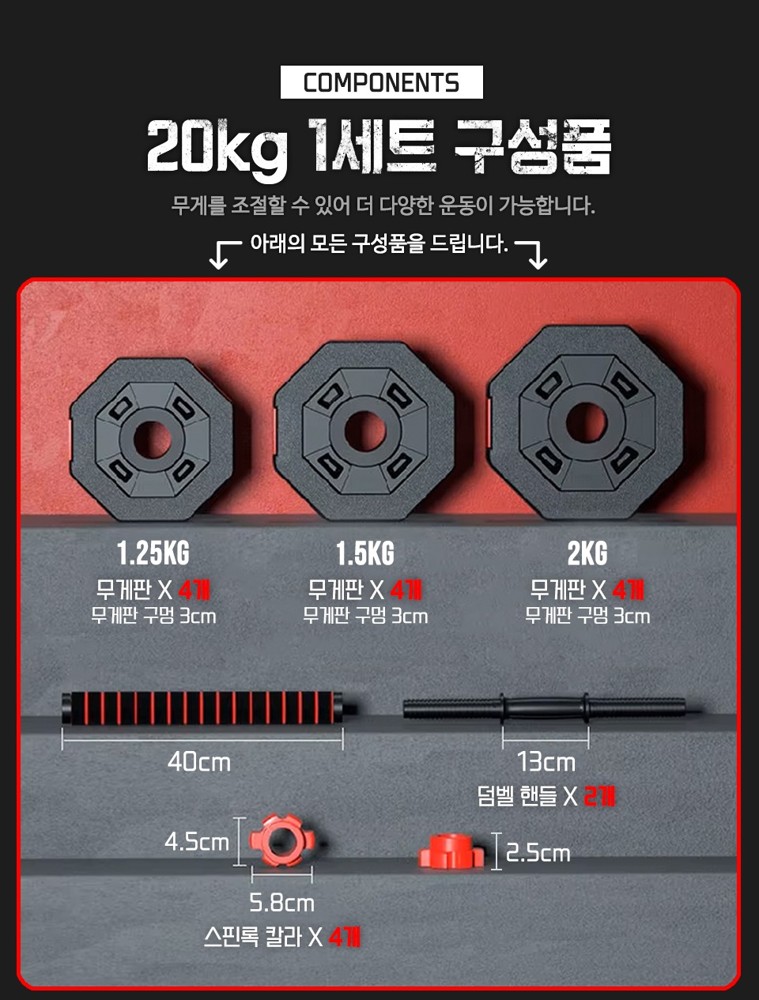 COMPONENTS
20kg 1세트 구성품
무게를 조절할 수 있어 더 다양한 운동이 가능합니다.
아래의 모든 구성품을 드립니다.
1.25KG
무게판 X 4개
무게판 구멍 3cm
1.5KG
무게판 X 4개
무게판 구멍 3cm
2KG
무게판 X 4개
무게판 구멍 3cm
40cm
13cm
덤벨 핸들 X 2개
4.5cm
5.8cm
2.5cm
스핀록 칼라 X 4개